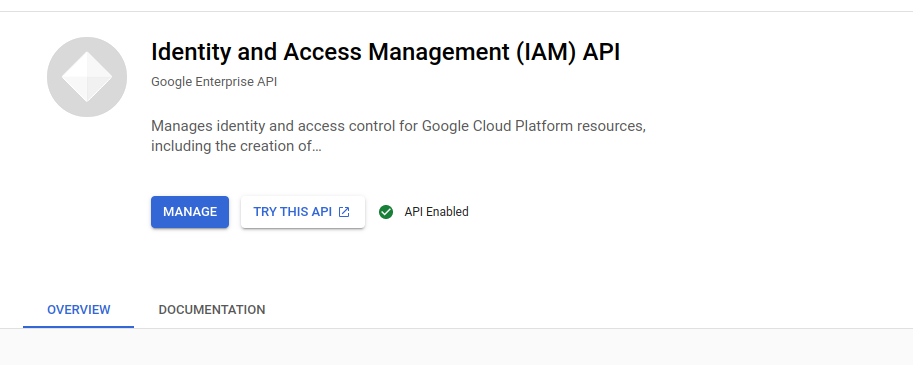 Identity and Access Management (IAM) API
Google Enterprise API
Manages identity and access control for Google Cloud Platform resources,
including the creation of…
MANAGE TRY THIS API API Enabled
OVERVIEW DOCUMENTATION